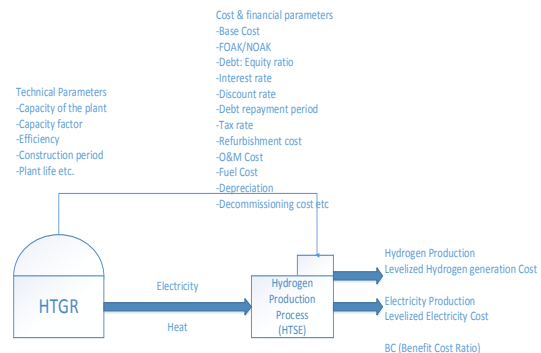 Cost & financial parameters
-Base Cost
-FOAK/NOAK
-Debt: Equity ratio
-Interest rate
-Discount rate
-Debt repayment period
-Tax rate
-Refurbishment cost
-O&M Cost
-Fuel Cost
-Depreciation
-Decommissioning cost etc
Technical Parameters
-Capacity of the plant
-Capacity factor
-Efficiency
-Construction period
-Plant life etc.
HTGR
Electricity
Heat
Hydrogen
Production
Process
(HTSE)
Hydrogen Production
Levelized Hydrogen generation Cost
Electricity Production
Levelized Electricity Cost
BC (Benefit Cost Ratio)